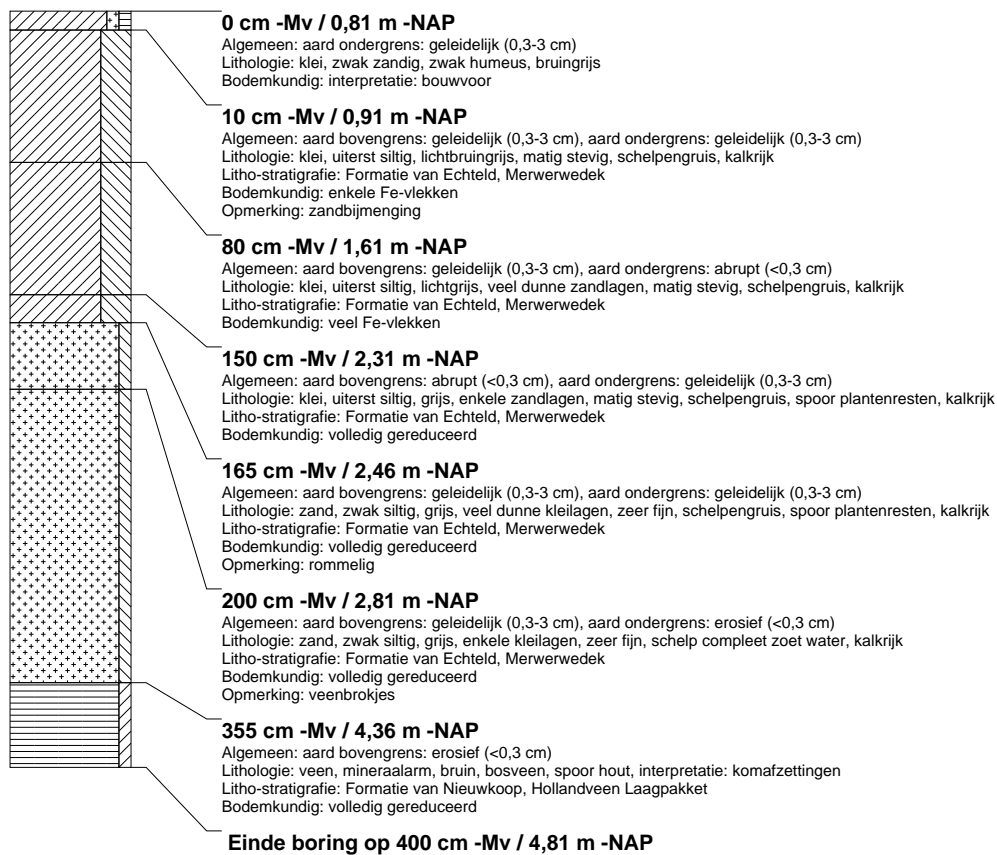 0 cm -Mv / 0,81 m -NAP
Algemeen: aard ondergrens: geleidelijk (0,3-3 cm)
Lithologie: klei, zwak zandig, zwak humeus, bruingrijs
Bodemkundig: interpretatie: bouwvoor
10 cm -Mv / 0,91 m -NAP
Algemeen: aard bovengrens: geleidelijk (0,3-3 cm), aard ondergrens: geleidelijk (0,3-3 cm)
Lithologie: klei, uiterst siltig, lichtbruingrijs, matig stevig, schelpengruis, kalkrijk
Litho-stratigrafie: Formatie van Echteld, Merwerwedek
Bodemkundig: enkele Fe-vlekken
Opmerking: zandbijmenging
80 cm -Mv / 1,61 m -NAP
Algemeen: aard bovengrens: geleidelijk (0,3-3 cm), aard ondergrens: abrupt (<0,3 cm)
Lithologie: klei, uiterst siltig, lichtgrijs, veel dunne zandlagen, matig stevig, schelpengruis, kalkrijk
Litho-stratigrafie: Formatie van Echteld, Merwerwedek
Bodemkundig: veel Fe-vlekken
150 cm -Mv / 2,31 m -NAP
Algemeen: aard bovengrens: abrupt (<0,3 cm), aard ondergrens: geleidelijk (0,3-3 cm)
Lithologie: klei, uiterst siltig, grijs, enkele zandlagen, matig stevig, schelpengruis, spoor plantenresten, kalkrijk
Litho-stratigrafie: Formatie van Echteld, Merwerwedek
Bodemkundig: volledig gereduceerd
165 cm -Mv / 2,46 m -NAP
Algemeen: aard bovengrens: geleidelijk (0,3-3 cm), aard ondergrens: geleidelijk (0,3-3 cm)
Lithologie: zand, zwak siltig, grijs, veel dunne kleilagen, zeer fijn, schelpengruis, spoor plantenresten, kalkrijk
Litho-stratigrafie: Formatie van Echteld, Merwerwedek
Bodemkundig: volledig gereduceerd
Opmerking: rommelig
200 cm -Mv / 2,81 m -NAP
Algemeen: aard bovengrens: geleidelijk (0,3-3 cm), aard ondergrens: erosief (<0,3 cm)
Lithologie: zand, zwak siltig, grijs, enkele kleilagen, zeer fijn, schelp compleet zoet water, kalkrijk
Litho-stratigrafie: Formatie van Echteld, Merwerwedek
Bodemkundig: volledig gereduceerd
Opmerking: veenbrokjes
355 cm -Mv / 4,36 m -NAP
Algemeen: aard bovengrens: erosief (<0,3 cm)
Lithologie: veen, mineraalarm, bruin, bosveen, spoor hout, interpretatie: komafzettingen
Litho-stratigrafie: Formatie van Nieuwkoop, Hollandveen Laagpakket
Bodemkundig: volledig gereduceerd
Einde boring op 400 cm -Mv / 4,81 m -NAP